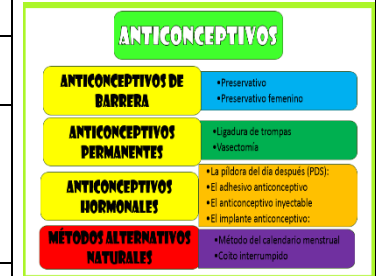 ANTICONCEPTIVOS
ANTICONCEPTIVOS DE
BARRERA
•Preservativo
•Preservativo femenino
ANTICONCEPTIVOS
PERMANENTES
•Ligadura de trompas
•Vasectomía
ANTICONCEPTIVOS
HORMONALES
•La píldora del día después (PDS):
•El adhesivo anticonceptivo
•El anticonceptivo inyectable
•El implante anticonceptivo:
MÉTODOS ALTERNATIVOS
NATURALES
•Método del calendario menstrual
•Coito interrumpido